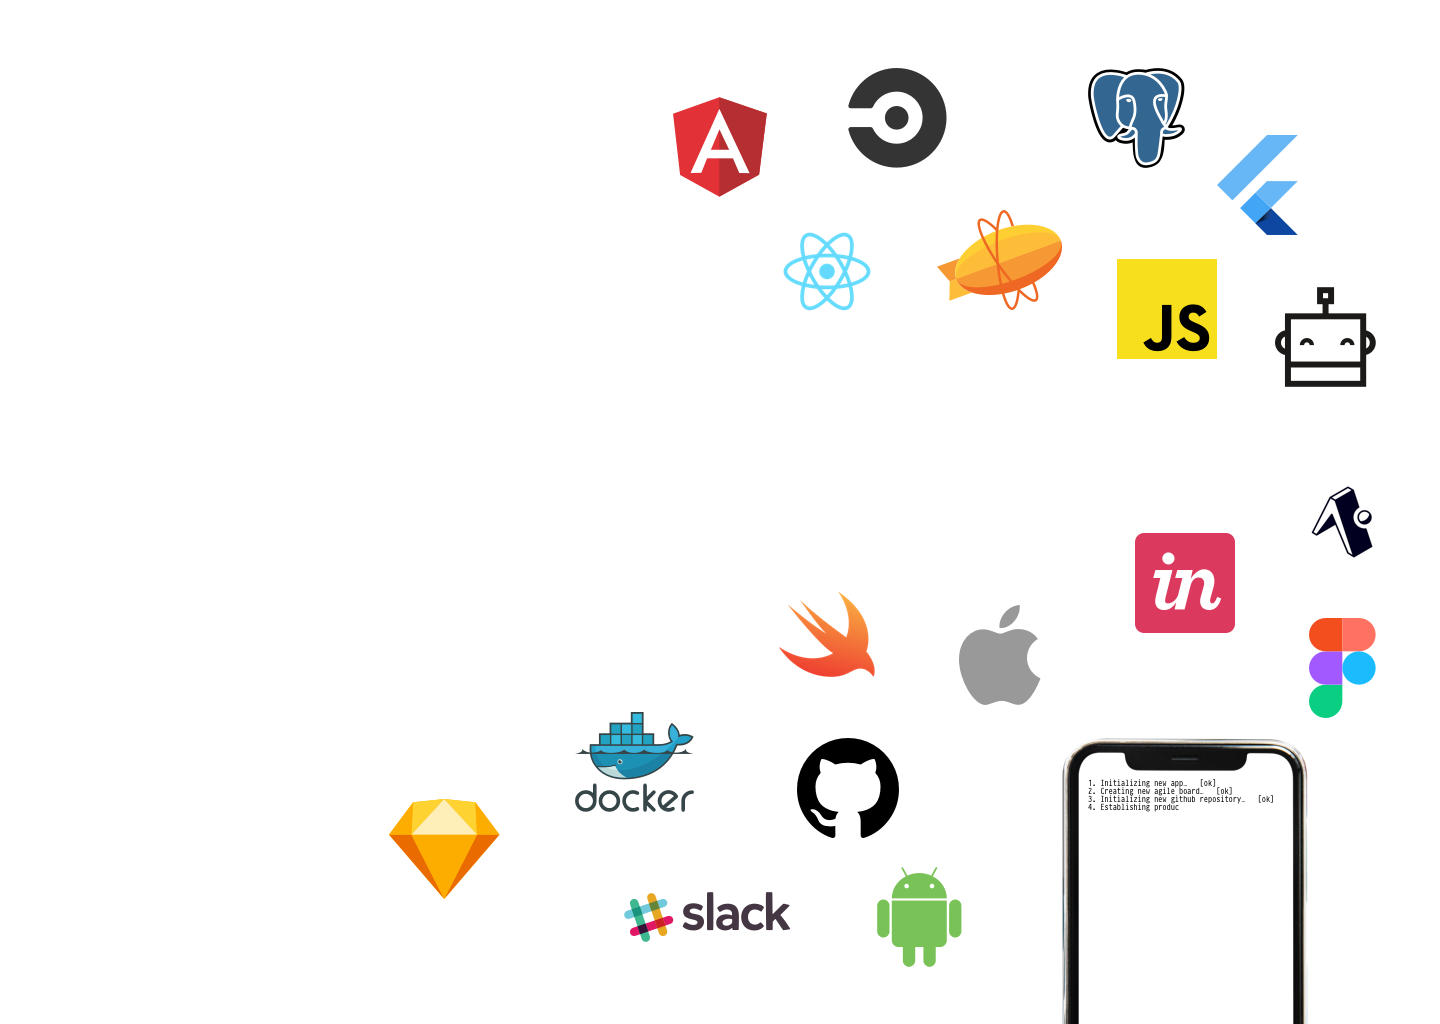 JS
in
docker
slack
1. Initializing new app… [ok]
2. Creating new agile board… [ok]
3. Initializing new github repository… [ok]
4. Establishing produc